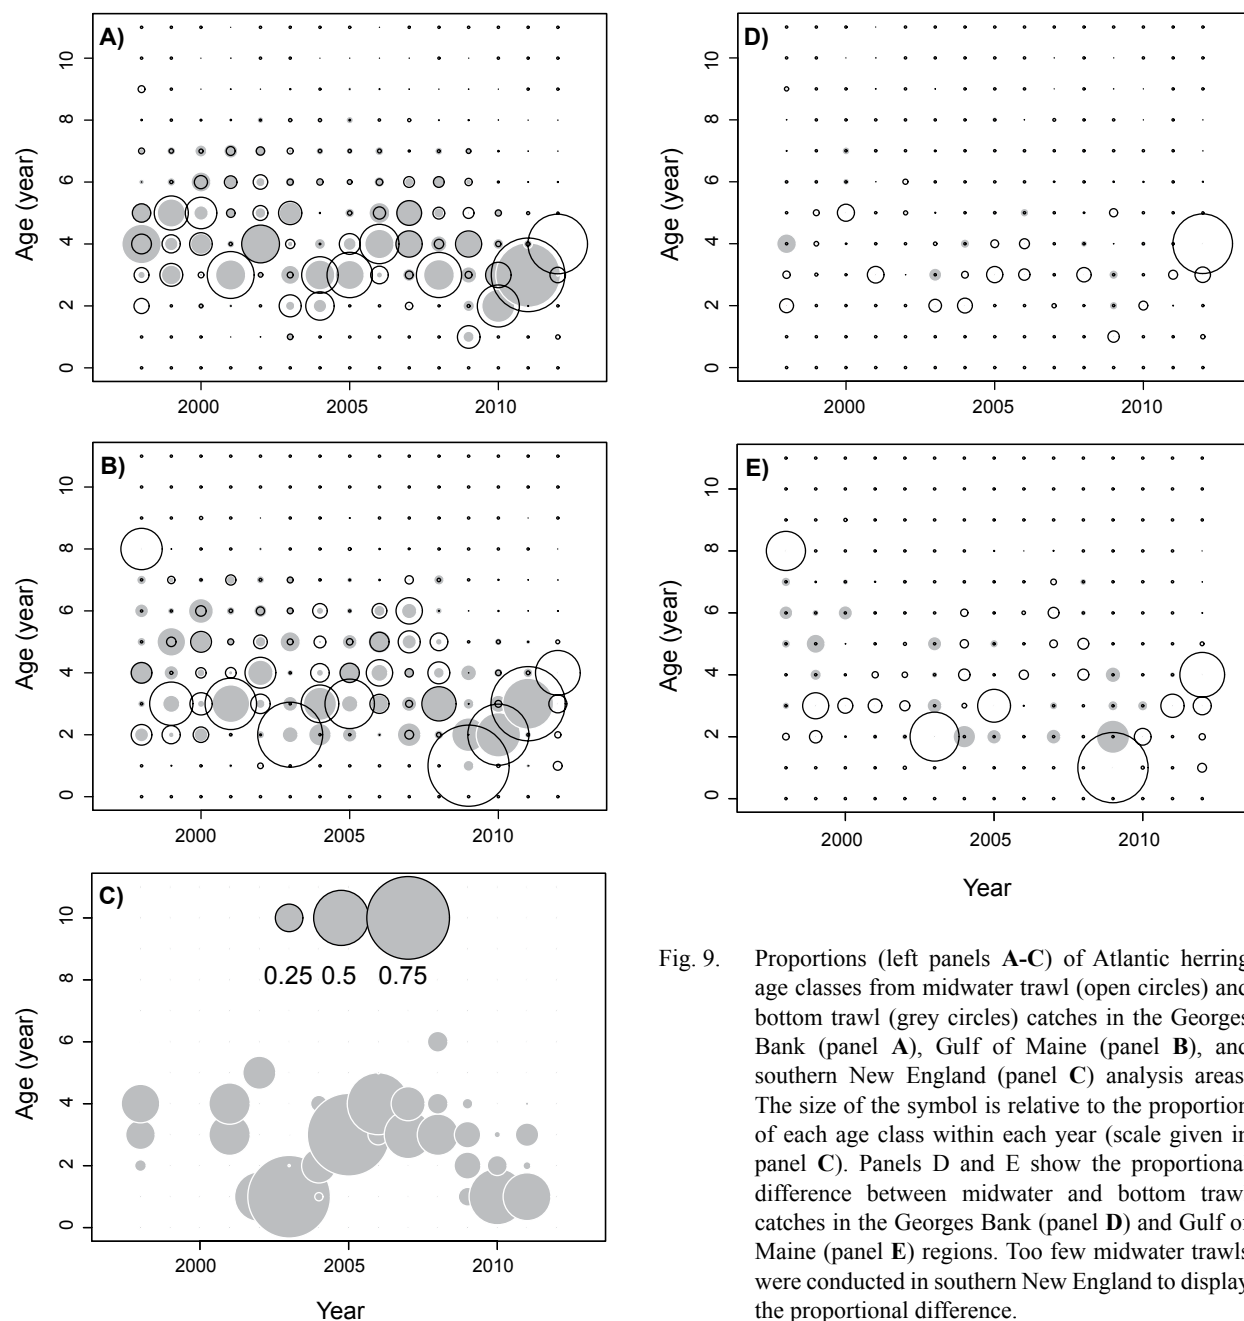 A)
Age (year)
10
8
6
4
2
0
2000 2005 2010
D)
Age (year)
10
8
6
4
2
0
2000 2005 2010
B)
Age (year)
10
8
6
4
2
0
2000 2005 2010
E)
Age (year)
10
8
6
4
2
0
2000 2005 2010
Year
C)
Age (year)
10
8
6
4
2
0
0.25 0.5 0.75
2000 2005 2010
Year
Fig. 9. Proportions (left panels A-C) of Atlantic herring
age classes from midwater trawl (open circles) and
bottom trawl (grey circles) catches in the Georges
Bank (panel A), Gulf of Maine (panel B), and
southern New England (panel C) analysis areas.
The size of the symbol is relative to the proportion
of each age class within each year (scale given in
panel C). Panels D and E show the proportional
difference between midwater and bottom trawl
catches in the Georges Bank (panel D) and Gulf of
Maine (panel E) regions. Too few midwater trawls
were conducted in southern New England to display
the proportional difference.